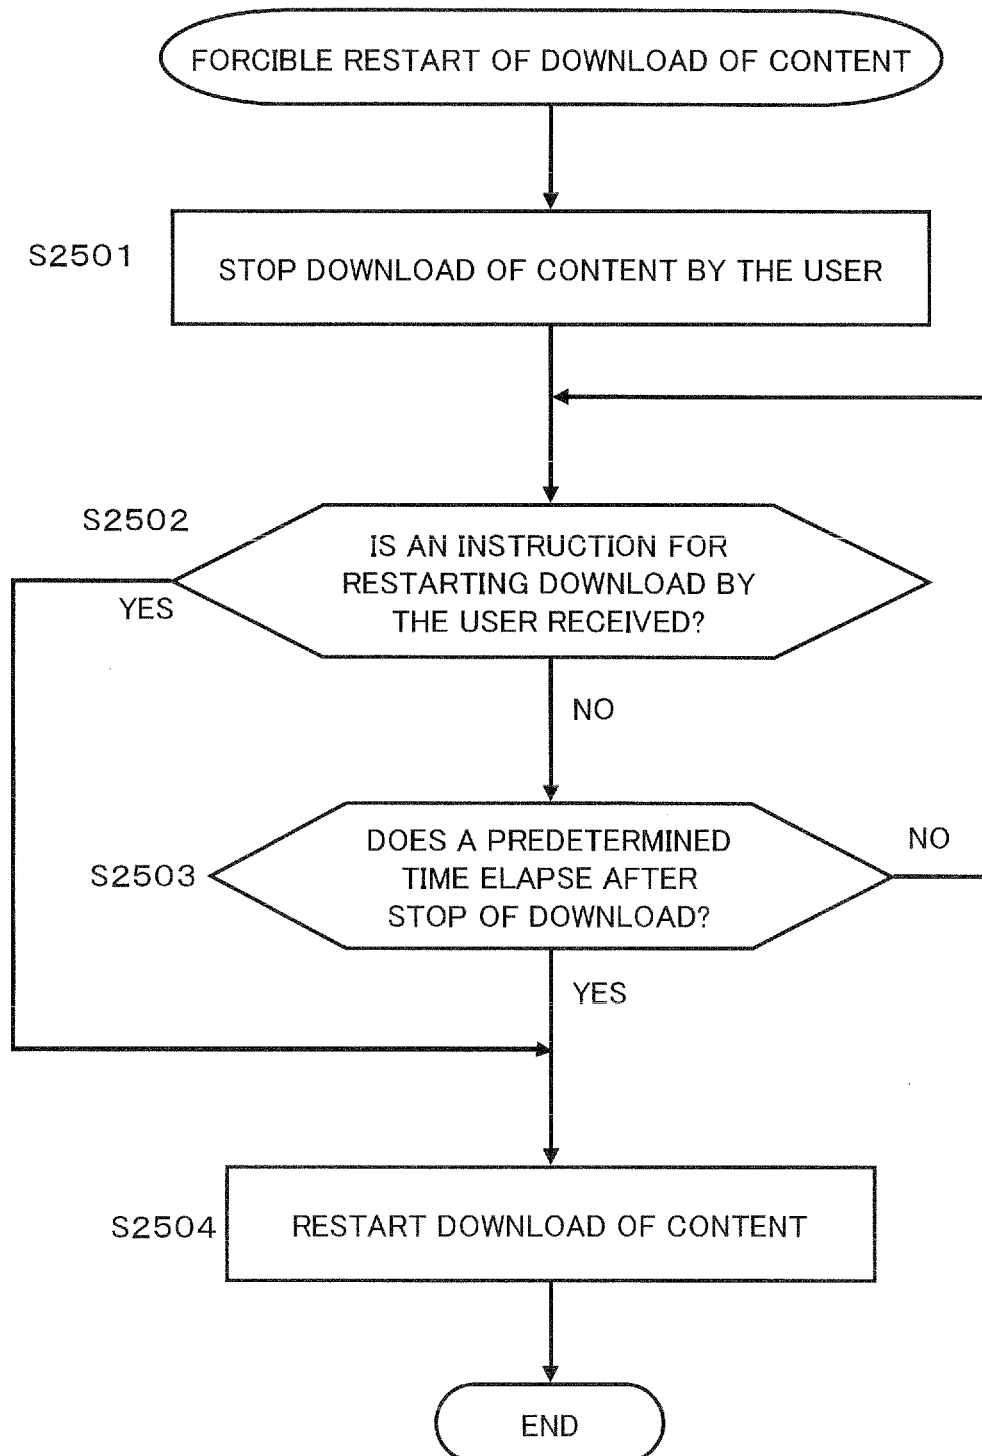 FORCIBLE RESTART OF DOWNLOAD OF CONTENT
S2501
STOP DOWNLOAD OF CONTENT BY THE USER
S2502
IS AN INSTRUCTION FOR
RESTARTING DOWNLOAD BY
THE USER RECEIVED?
YES
NO
S2503
DOES A PREDETERMINED
TIME ELAPSE AFTER
STOP OF DOWNLOAD?
NO
YES
S2504
RESTART DOWNLOAD OF CONTENT
END